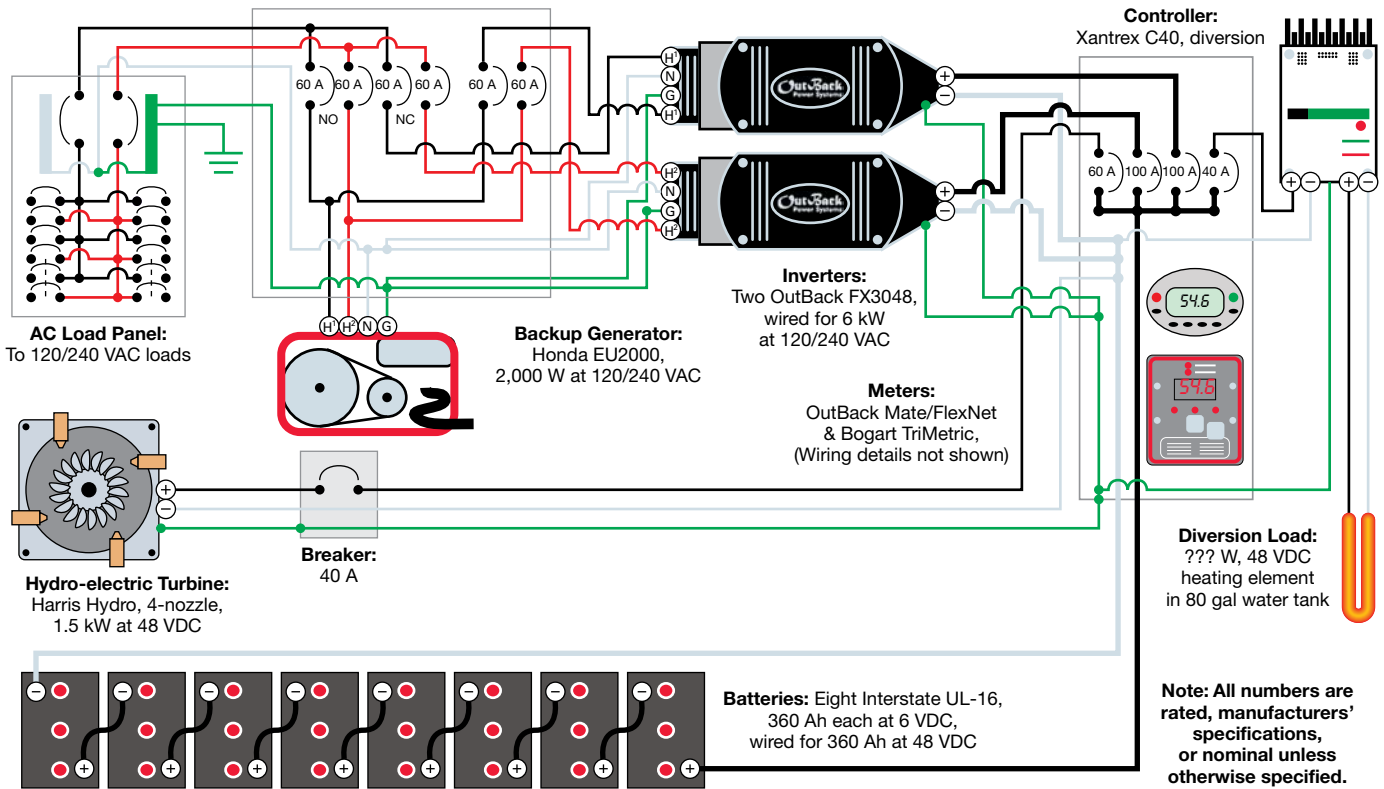 Controller:
Xantrex C40, diversion
60 A
60 A
60 A
60 A
60 A
60 A
NO
NC
H1
N
G
H1
OutBack
Power Systems
+
−
H2
N
G
H2
OutBack
Power Systems
+
−
60 A
100 A
100 A
40 A
+
−
+
−
AC Load Panel:
To 120/240 VAC loads
H1
H2
N
G
Backup Generator:
Honda EU2000,
2,000 W at 120/240 VAC
Inverters:
Two OutBack FX3048,
wired for 6 kW
at 120/240 VAC
54.6
54.6
Meters:
OutBack Mate/FlexNet
& Bogart TriMetric,
(Wiring details not shown)
+
−
Breaker:
40 A
Hydro-electric Turbine:
Harris Hydro, 4-nozzle,
1.5 kW at 48 VDC
Diversion Load:
??? W, 48 VDC
heating element
in 80 gal water tank
−
+
−
+
−
+
−
+
−
+
−
+
−
+
−
+
Batteries: Eight Interstate UL-16,
360 Ah each at 6 VDC,
wired for 360 Ah at 48 VDC
Note: All numbers are
rated, manufacturers'
specifications,
or nominal unless
otherwise specified.